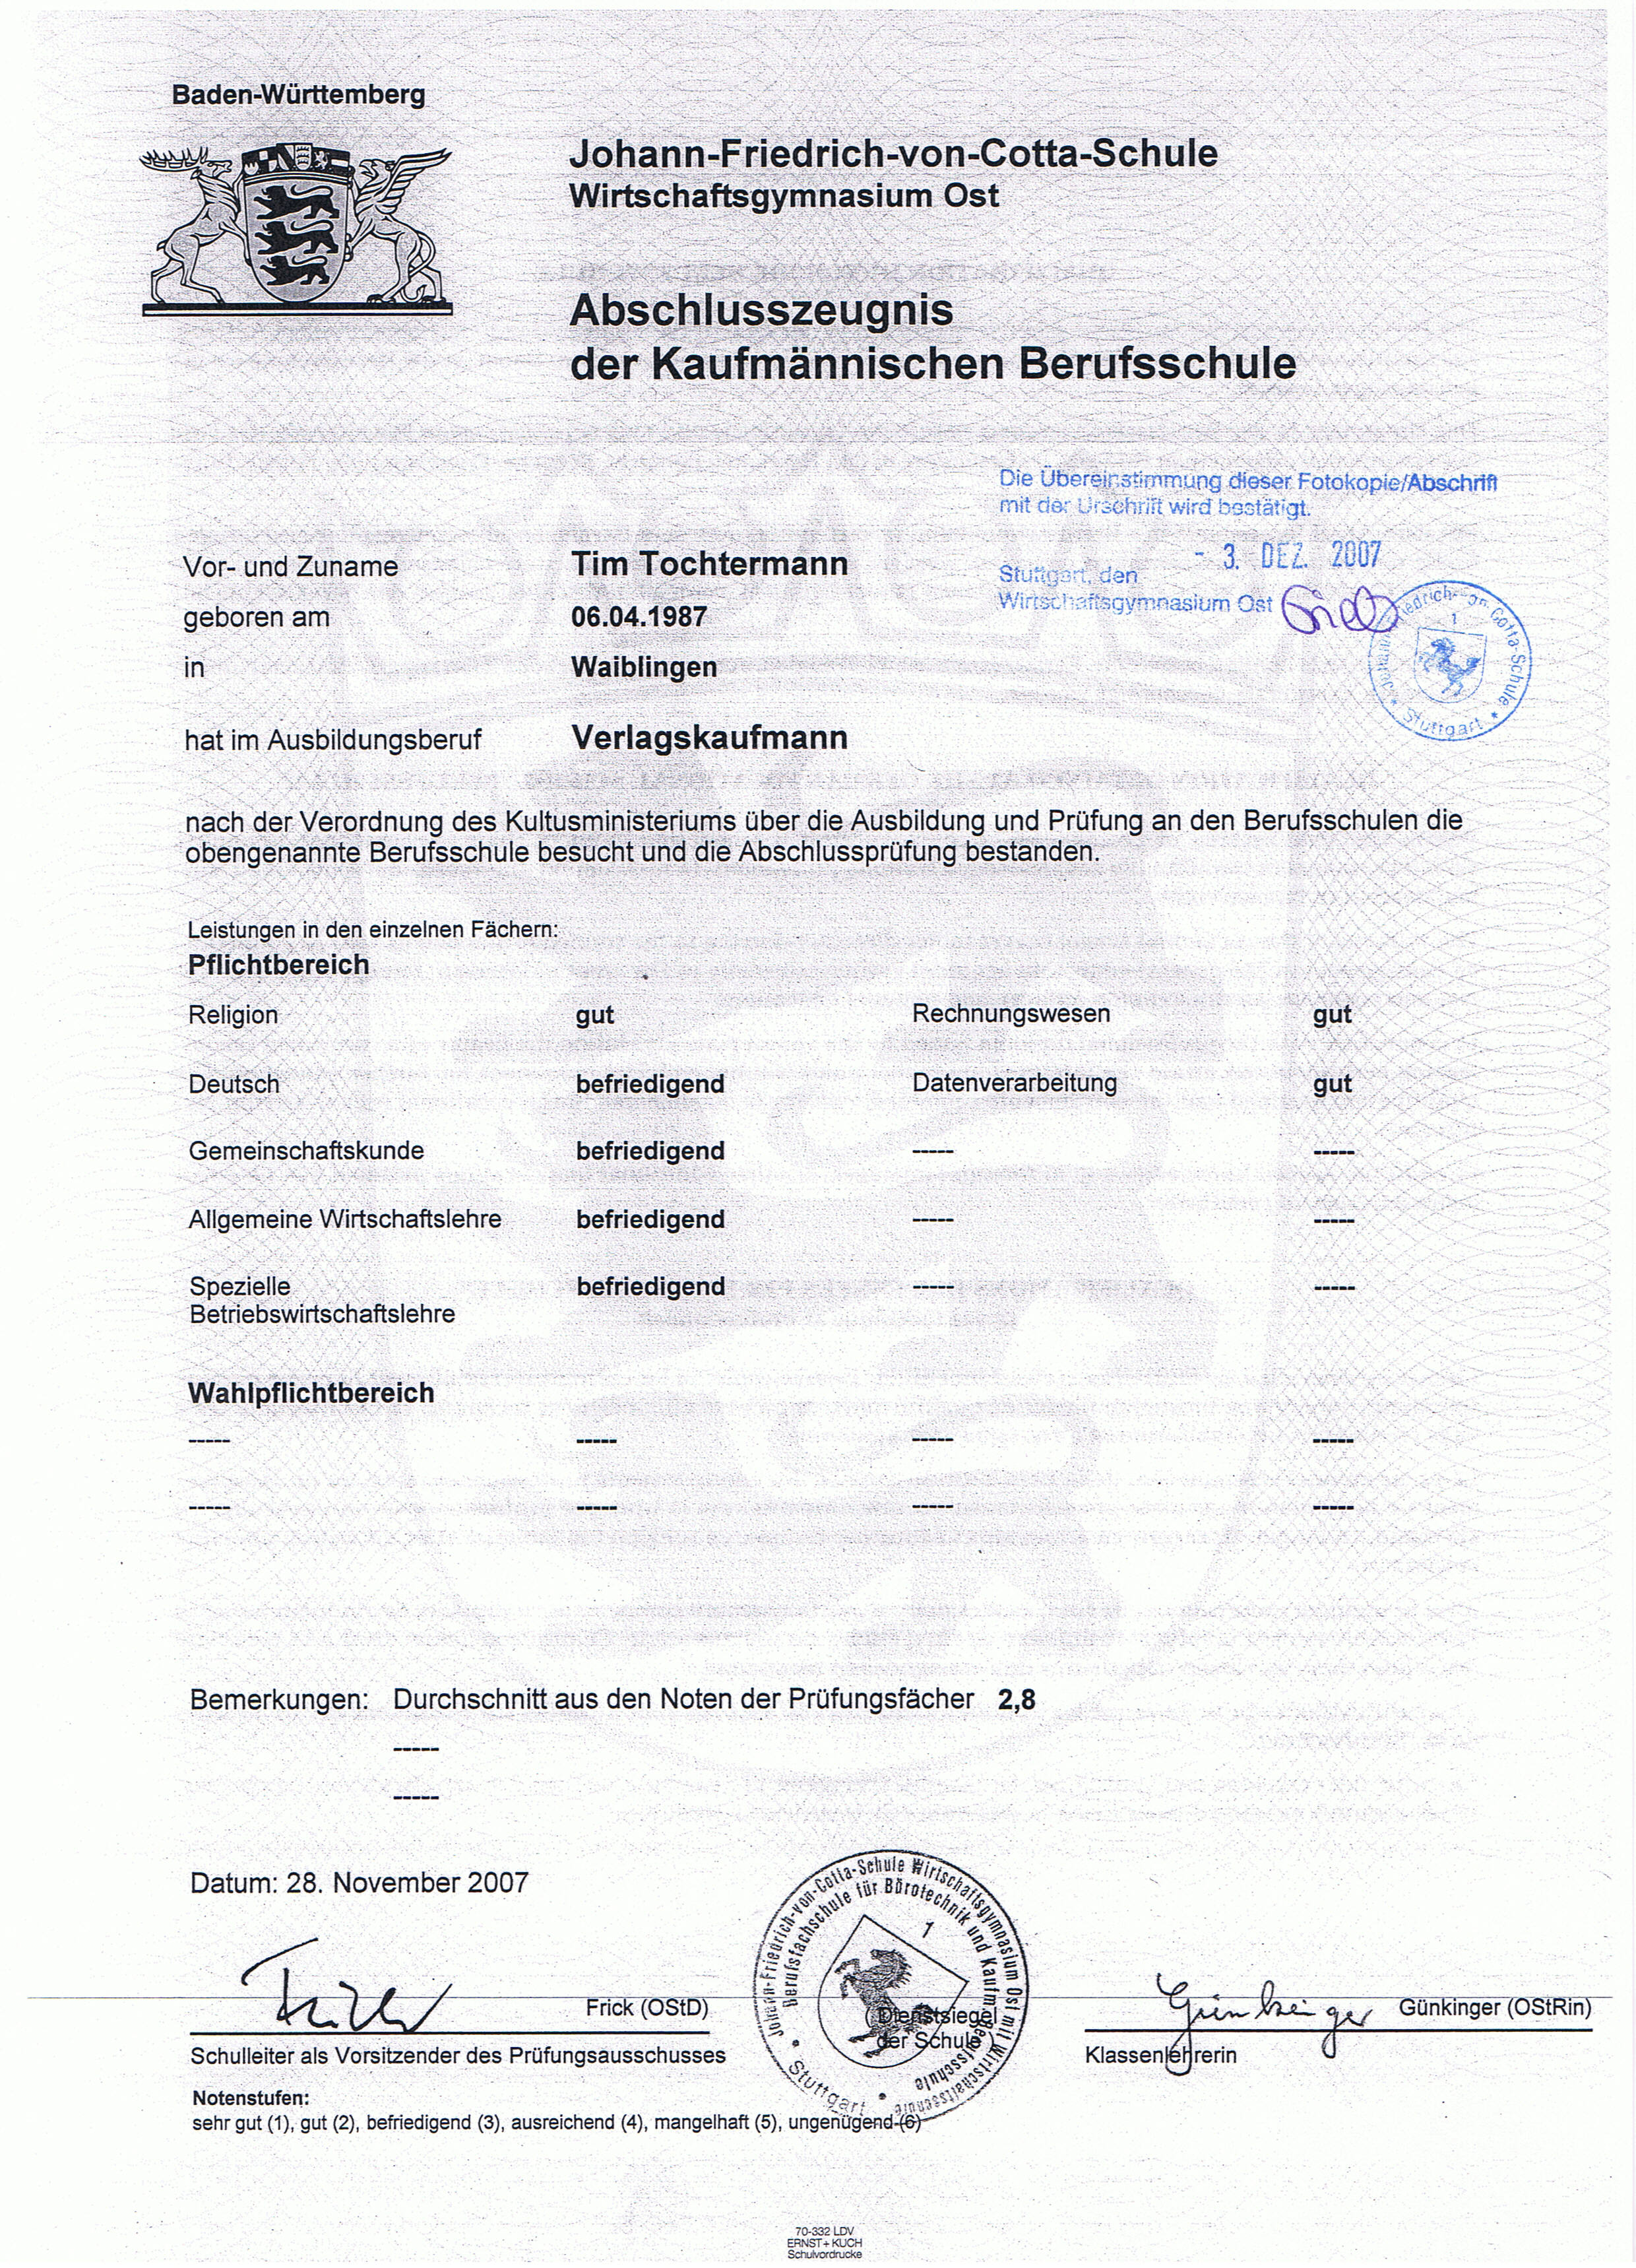 Baden-Württemberg
Johann-Friedrich-von-Cotta-Schule
Wirtschaftsgymnasium Ost
Abschlusszeugnis
der Kaufmännischen Berufsschule
Die Übereinstimmung dieser Fotokopie/Abschrift
mit der Urschrift wird bestätigt.
- 3. DEZ. 2007
Stuttgart, den
Wirtschaftsgymnasium Ost
Johann-Friedrich-von-Cotta-Schule
1
* Stuttgart *
Vor- und Zuname Tim Tochtermann
geboren am 06.04.1987
in Waiblingen
hat im Ausbildungsberuf Verlagskaufmann
nach der Verordnung des Kultusministeriums über die Ausbildung und Prüfung an den Berufsschulen die
obengenannte Berufsschule besucht und die Abschlussprüfung bestanden.
Leistungen in den einzelnen Fächern:
Pflichtbereich
Religion gut Rechnungswesen gut
Deutsch befriedigend Datenverarbeitung gut
Gemeinschaftskunde befriedigend ----- -----
Allgemeine Wirtschaftslehre befriedigend ----- -----
Spezielle befriedigend ----- -----
Betriebswirtschaftslehre
Wahlpflichtbereich
----- ----- ----- -----
----- ----- ----- -----
Bemerkungen: Durchschnitt aus den Noten der Prüfungsfächer 2,8
-----
-----
Datum: 28. November 2007
Johann-Friedrich-von-Cotta-Schule Wirtschaftsgymnasium Ost mit Wirtschaftsschule
Berufsfachschule für Bürotechnik und Kaufm. Berufsschule
1
* Stuttgart *
Frick (OStD)
Dienstsiegel
der Schule
Günkinger
Günkinger (OStRin)
Schulleiter als Vorsitzender des Prüfungsausschusses
Klassenlehrerin
Notenstufen:
sehr gut (1), gut (2), befriedigend (3), ausreichend (4), mangelhaft (5), ungenügend (6)
70-332 LDV
ERNST + KUCH
Schulvordrucke